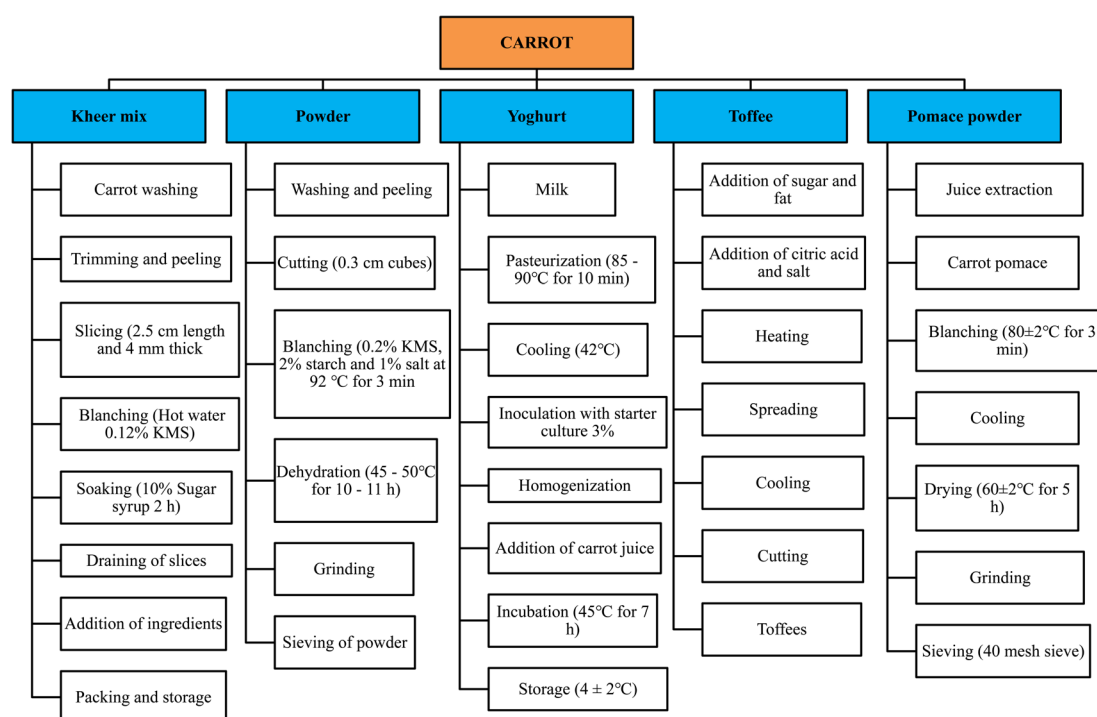 CARROT
Kheer mix
Carrot washing
Trimming and peeling
Slicing (2.5 cm length
and 4 mm thick
Blanching (Hot water
0.12% KMS)
Soaking (10% Sugar
syrup 2 h)
Draining of slices
Addition of ingredients
Packing and storage
Powder
Washing and peeling
Cutting (0.3 cm cubes)
Blanching (0.2% KMS,
2% starch and 1% salt at
92 °C for 3 min
Dehydration (45 - 50℃
for 10 - 11 h)
Grinding
Sieving of powder
Yoghurt
Milk
Pasteurization (85 -
90℃ for 10 min)
Cooling (42℃)
Inoculation with starter
culture 3%
Homogenization
Addition of carrot juice
Incubation (45℃ for 7
h)
Storage (4 ± 2℃)
Toffee
Addition of sugar and
fat
Addition of citric acid
and salt
Heating
Spreading
Cooling
Cutting
Toffees
Pomace powder
Juice extraction
Carrot pomace
Blanching (80±2℃ for 3
min)
Cooling
Drying (60±2℃ for 5
h)
Grinding
Sieving (40 mesh sieve)